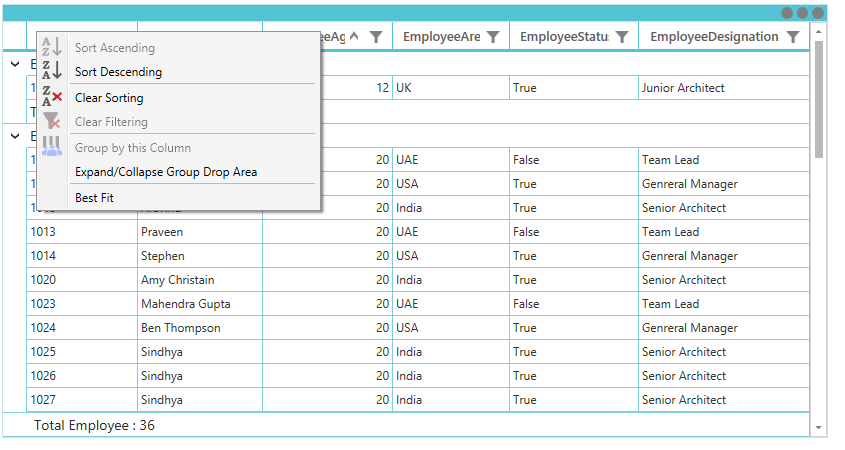 eeAg EmployeeAre EmployeeStatu EmployeeDesignation
Sort Ascending
Sort Descending
Clear Sorting
Clear Filtering
Group by this Column
Expand/Collapse Group Drop Area
Best Fit
12 UK True Junior Architect
20 UAE False Team Lead
20 USA True Genreral Manager
20 India True Senior Architect
1013 Praveen 20 UAE False Team Lead
1014 Stephen 20 USA True Genreral Manager
1020 Amy Christain 20 India True Senior Architect
1023 Mahendra Gupta 20 UAE False Team Lead
1024 Ben Thompson 20 USA True Genreral Manager
1025 Sindhya 20 India True Senior Architect
1026 Sindhya 20 India True Senior Architect
1027 Sindhya 20 India True Senior Architect
Total Employee : 36